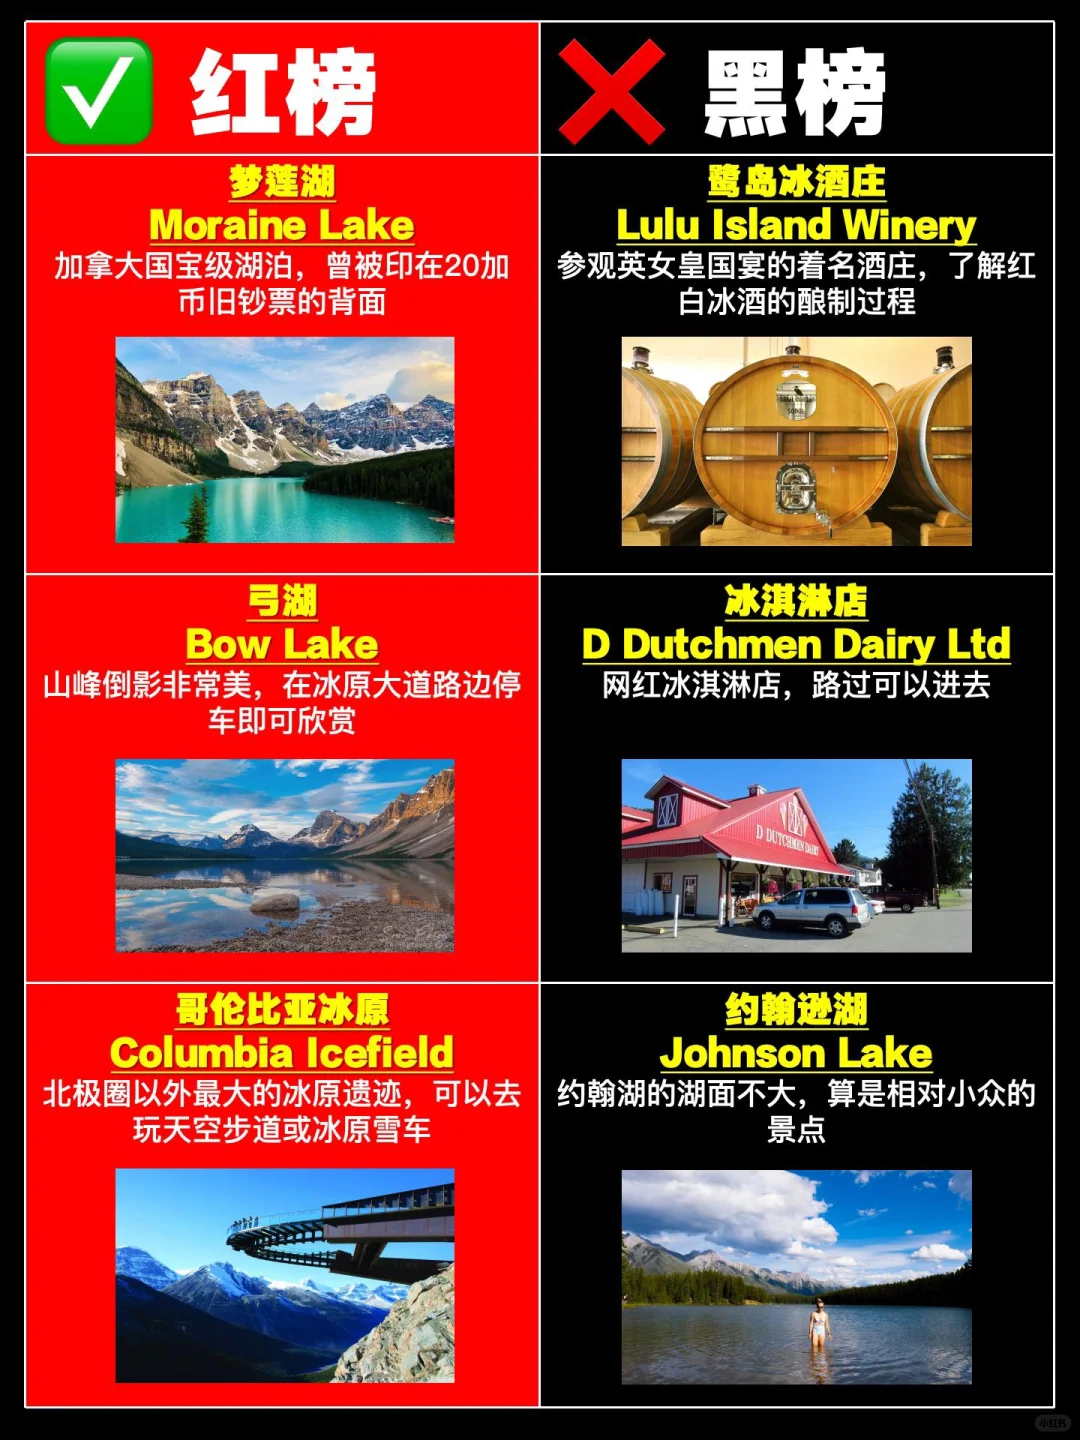 红榜
黑榜
梦莲湖
Moraine Lake
加拿大国宝级湖泊，曾被印在20加
币旧钞票的背面
鹭岛冰酒庄
Lulu Island Winery
参观英女皇国宴的着名酒庄，了解红
白冰酒的酿制过程
弓湖
Bow Lake
山峰倒影非常美，在冰原大道路边停
车即可欣赏
冰淇淋店
D Dutchmen Dairy Ltd
网红冰淇淋店，路过可以进去
D DUTCHMEN DAIRY
哥伦比亚冰原
Columbia Icefield
北极圈以外最大的冰原遗迹，可以去
玩天空步道或冰原雪车
约翰逊湖
Johnson Lake
约翰湖的湖面不大，算是相对小众的
景点
小红书